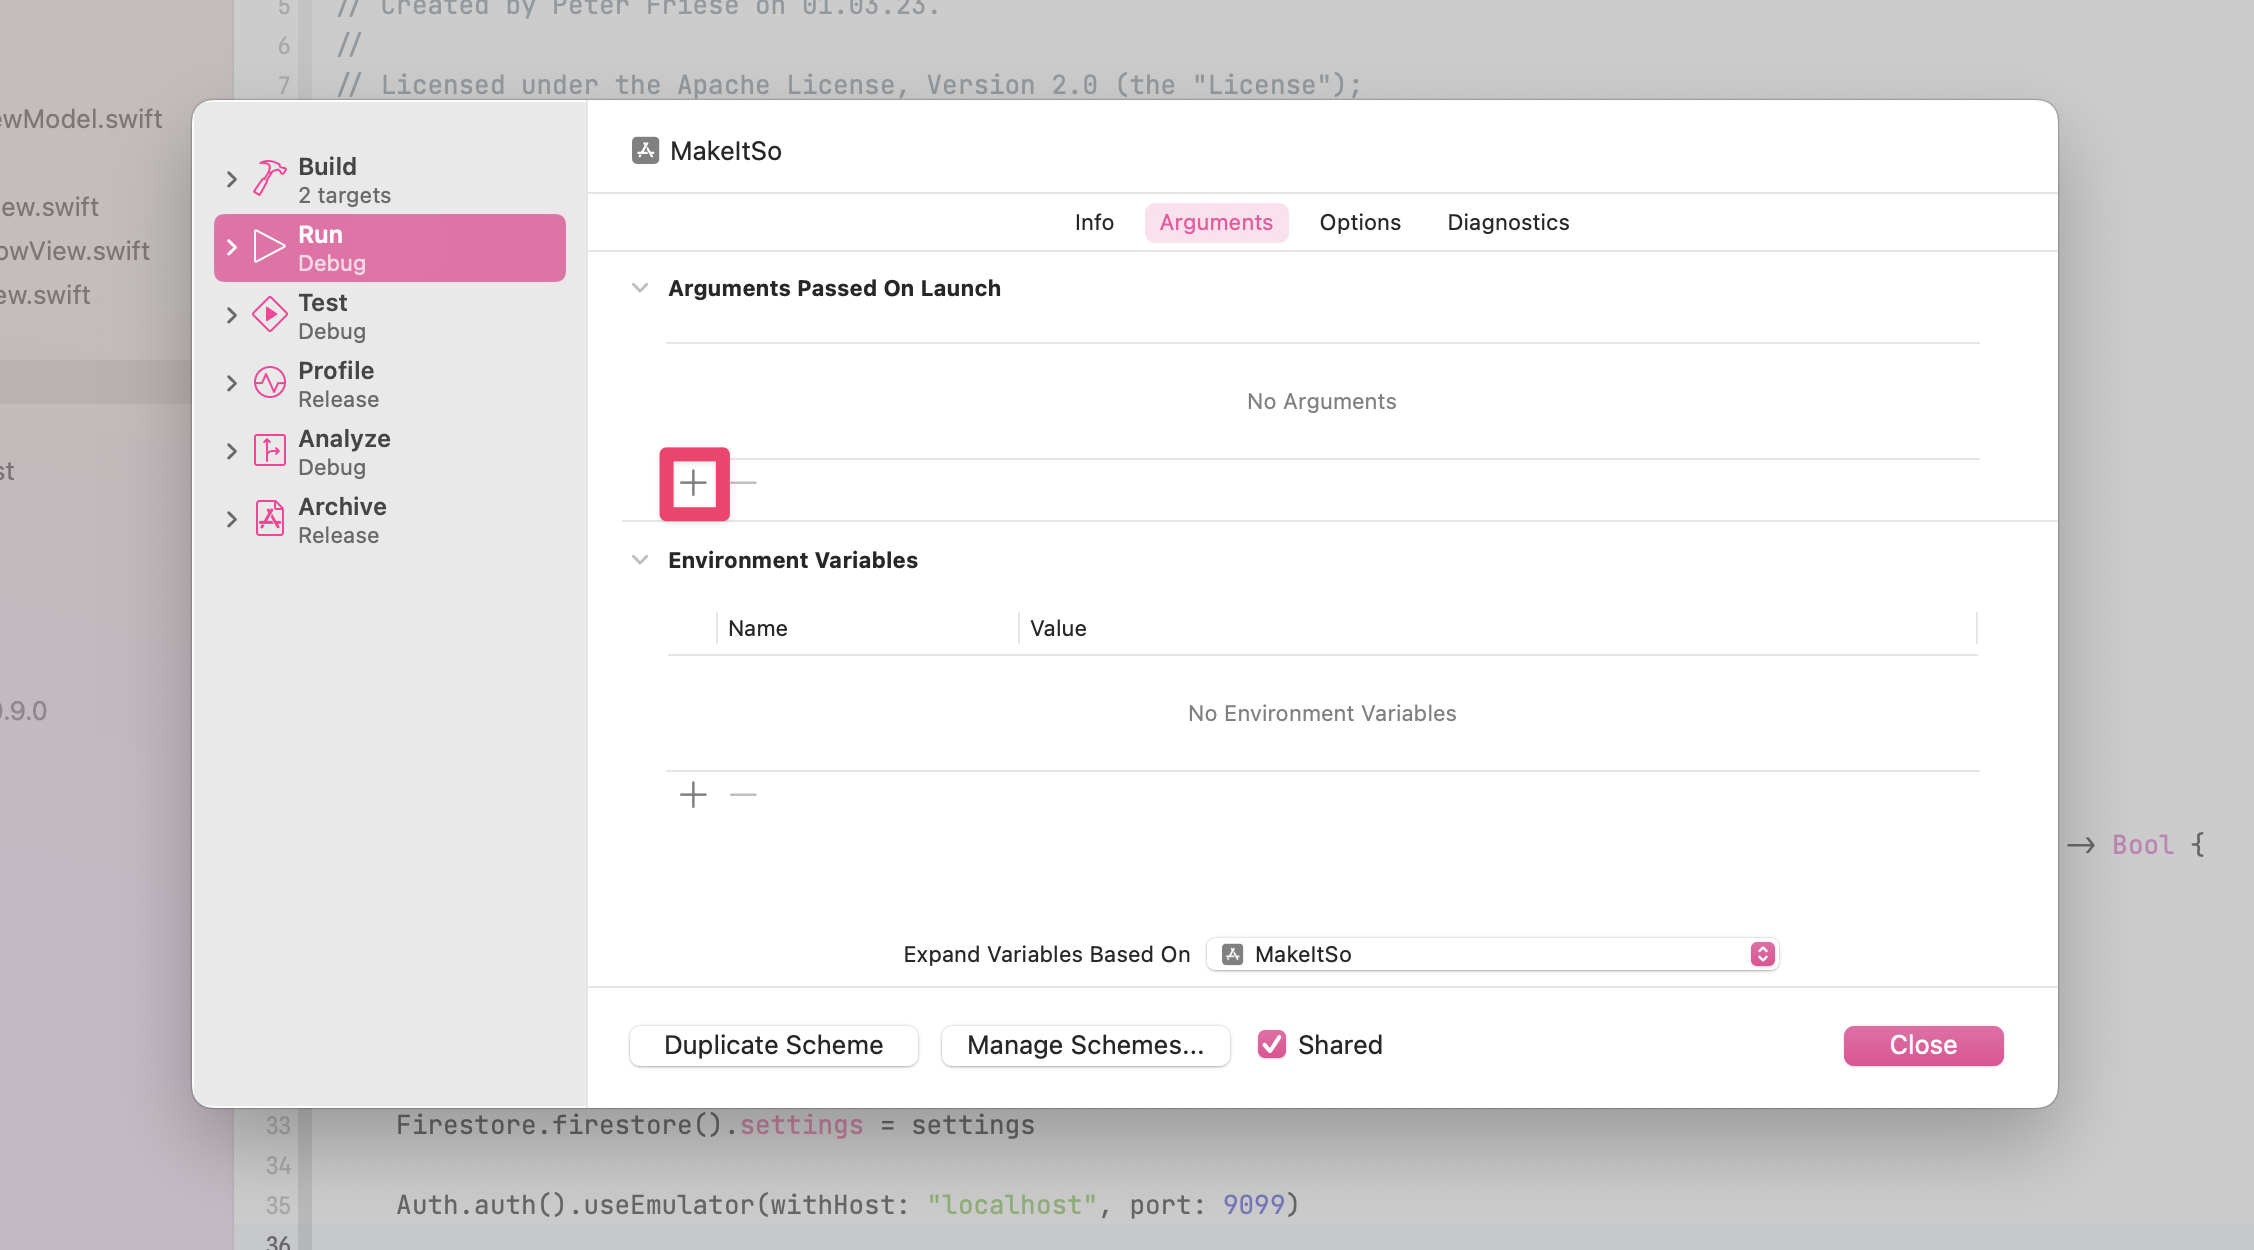 5 // Created by Peter Friese on 01.03.23.
6 //
7 // Licensed under the Apache License, Version 2.0 (the "License");
ewModel.swift
ew.swift
owView.swift
ew.swift
st
0.9.0
Build
2 targets
Run
Debug
Test
Debug
Profile
Release
Analyze
Debug
Archive
Release
MakeItSo
Info Arguments Options Diagnostics
Arguments Passed On Launch
No Arguments
Environment Variables
Name Value
No Environment Variables
Expand Variables Based On MakeItSo
Duplicate Scheme Manage Schemes... Shared Close
-> Bool {
33 Firestore.firestore().settings = settings
34
35 Auth.auth().useEmulator(withHost: "localhost", port: 9099)
36